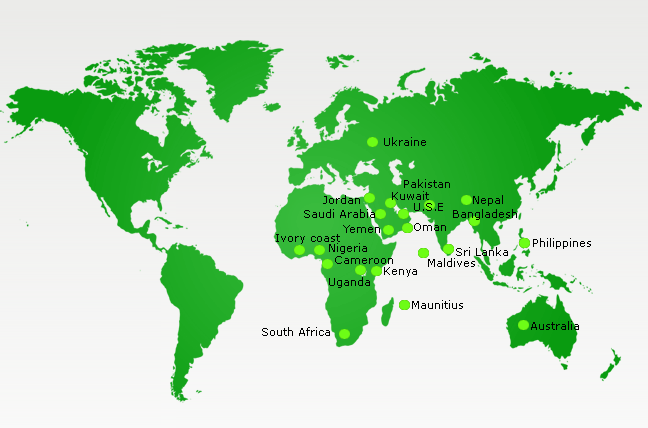 Ukraine
Pakistan
Jordan
Kuwait
Nepal
Saudi Arabia
U.S.E
Bangladesh
Yemen
Oman
Ivory coast
Nigeria
Philippines
Sri Lanka
Cameroon
Maldives
Kenya
Uganda
Maunitius
South Africa
Australia